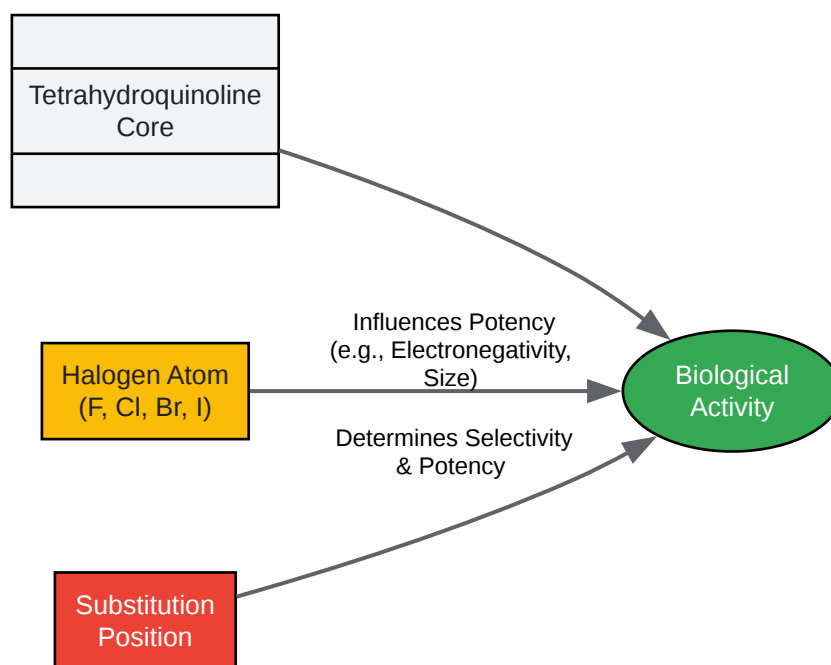 Tetrahydroquinoline
Core
Influences Potency
(e.g., Electronegativity,
Size)
Halogen Atom
(F, Cl, Br, I)
Biological
Activity
Determines Selectivity
& Potency
Substitution
Position